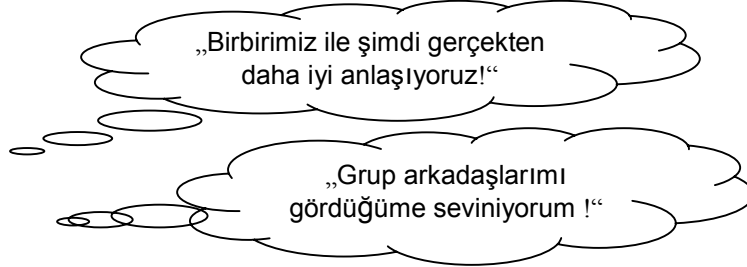 „Birbirimiz ile şimdi gerçekten
daha iyi anlaşıyoruz!“
„Grup arkadaşlarımı
gördüğüme seviniyorum !“